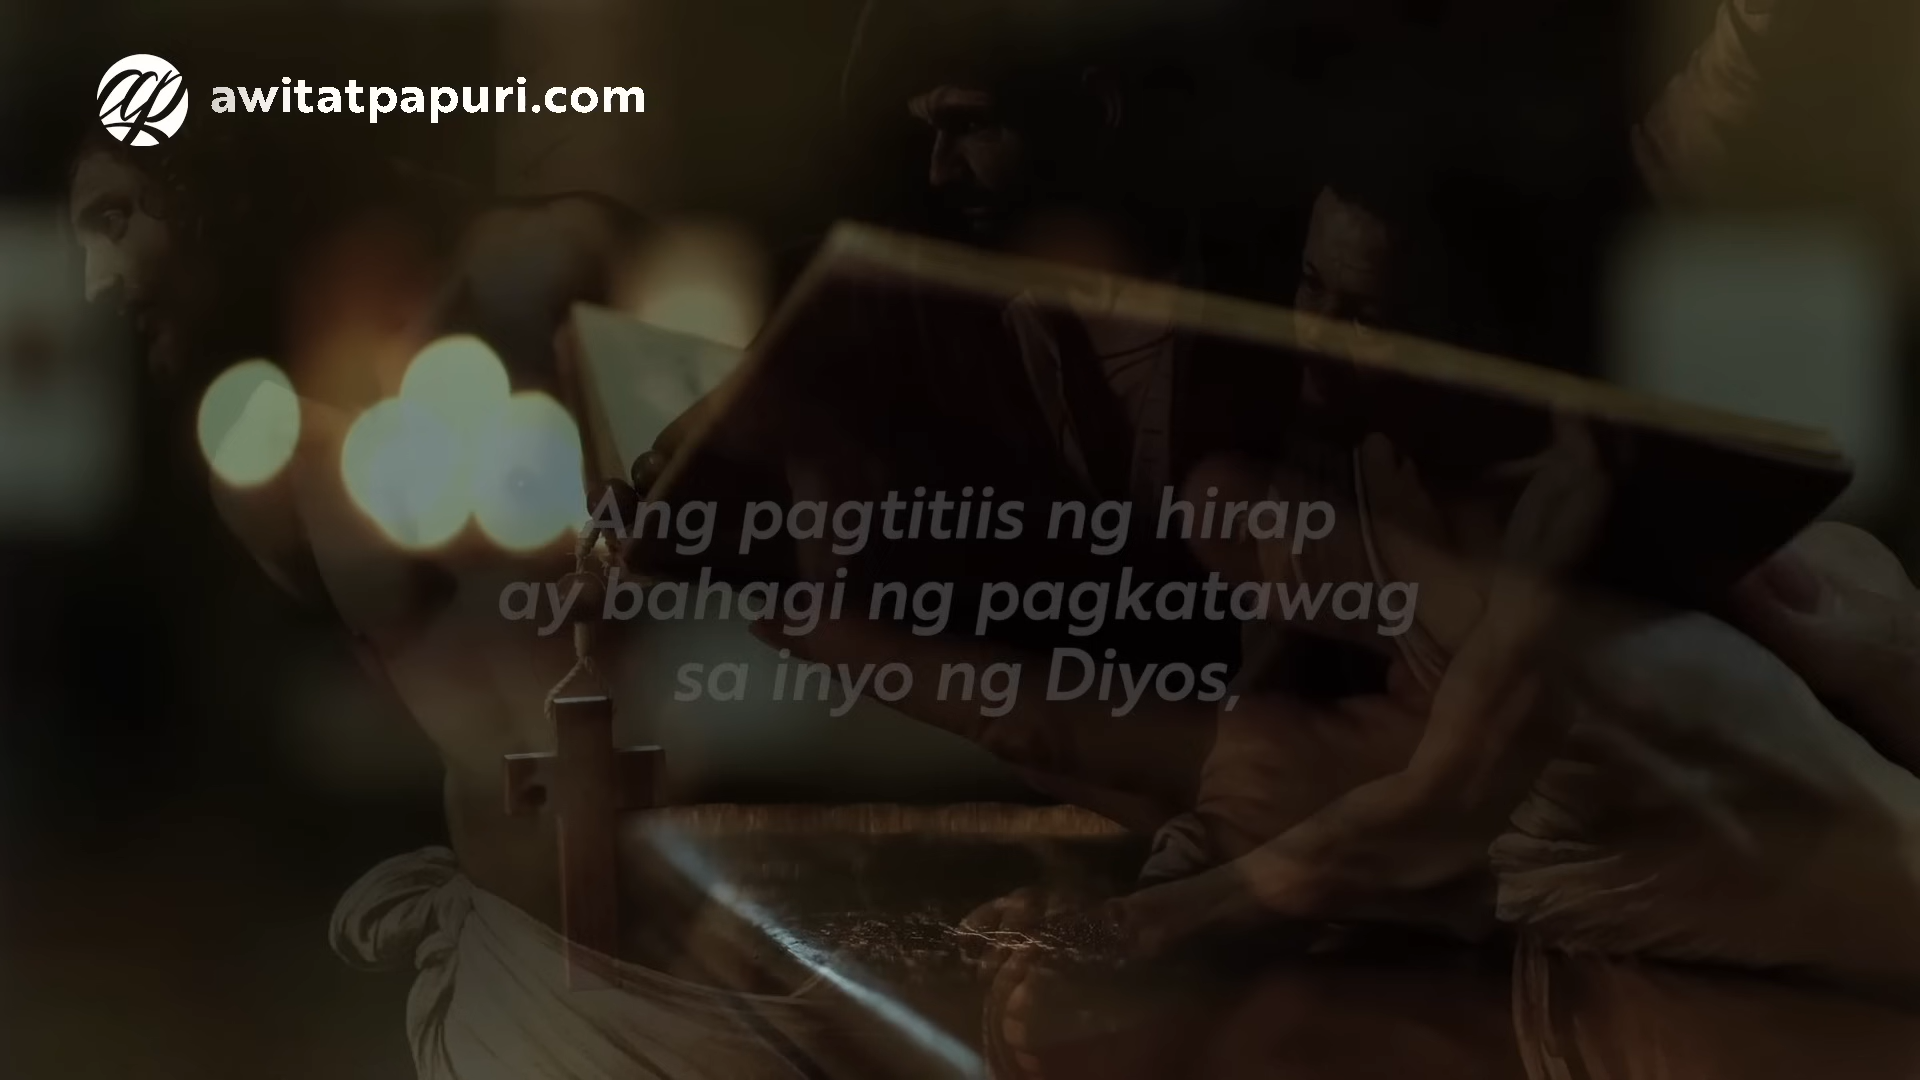 awitatpapuri.com
Ang pagtitiis ng hirap
ay bahagi ng pagkatawag
sa inyo ng Diyos,